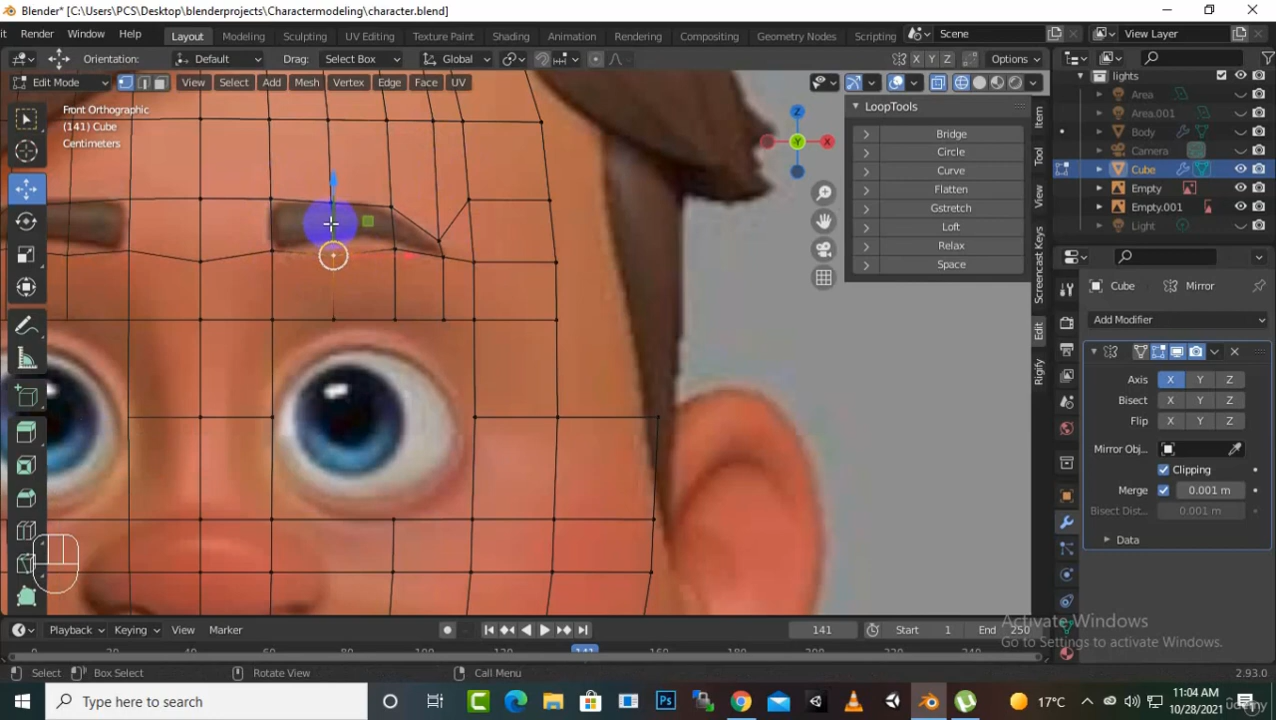 Blender* [C:\Users\PCS\Desktop\blenderprojects\Charactermodeling\character.blend]
Render Window Help Layout Modeling Sculpting UV Editing Texture Paint Shading Animation Rendering Compositing Geometry Nodes Scripting Scene View Layer
Orientation: Default Drag: Select Box Global X Y Z Options
Edit Mode View Select Add Mesh Vertex Edge Face UV
Front Orthographic
(141) Cube
Centimeters
LoopTools
Bridge
Circle
Curve
Flatten
Gstretch
Loft
Relax
Space
Item
Tool
View
Screencast Keys
Edit
Rigify
Z
X
Y
lights
Area
Area.001
Body
Camera
Cube
Empty
Empty.001
Light
Cube Mirror
Add Modifier
Axis X Y Z
Bisect X Y Z
Flip X Y Z
Mirror Obj...
Clipping
Merge 0.001 m
Bisect Dist... 0.001 m
Data
Activate Windows
Go to Settings to activate Windows.
Playback Keying View Marker 141 Start 1 End 250
Select Box Select Rotate View Call Menu 2.93.0
Type here to search
17°C
11:04 AM
10/28/2021